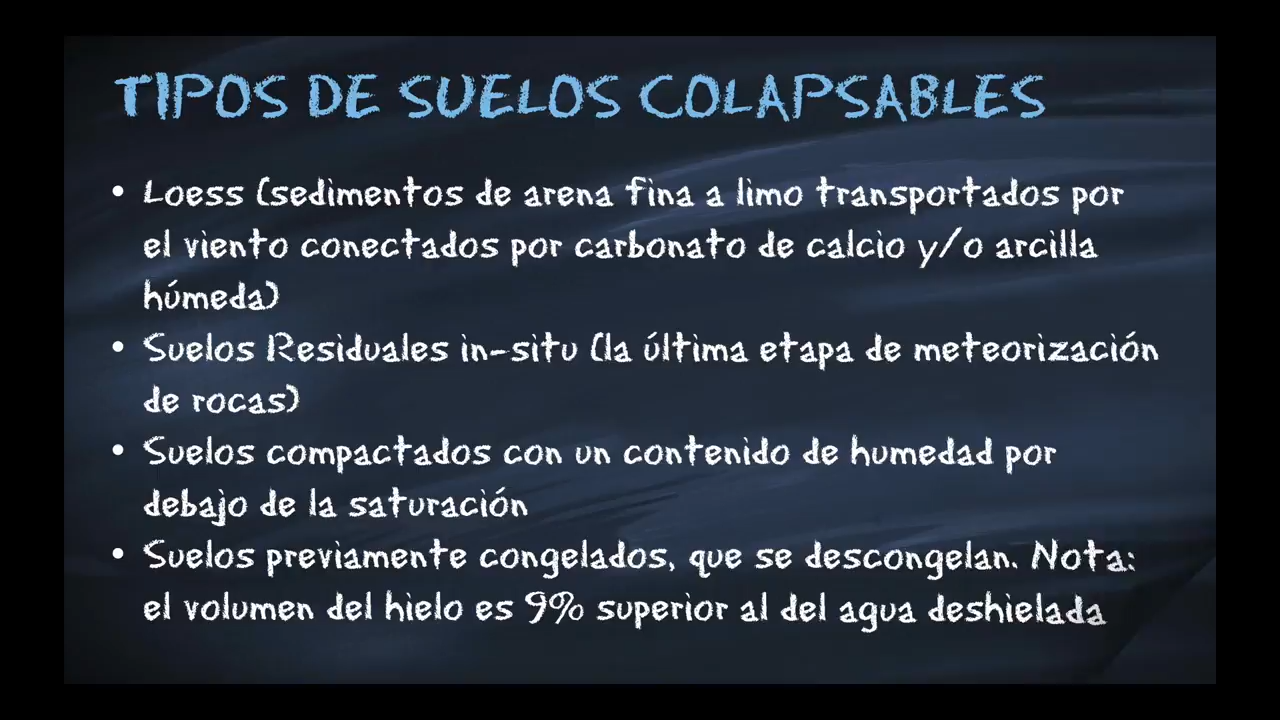 TIPOS DE SUELOS COLAPSABLES
• Loess (sedimentos de arena fina a limo transportados por
el viento conectados por carbonato de calcio y/o arcilla
húmeda)
• Suelos Residuales in-situ (la última etapa de meteorización
de rocas)
• Suelos compactados con un contenido de humedad por
debajo de la saturación
• Suelos previamente congelados, que se descongelan. Nota:
el volumen del hielo es 9% superior al del agua deshielada